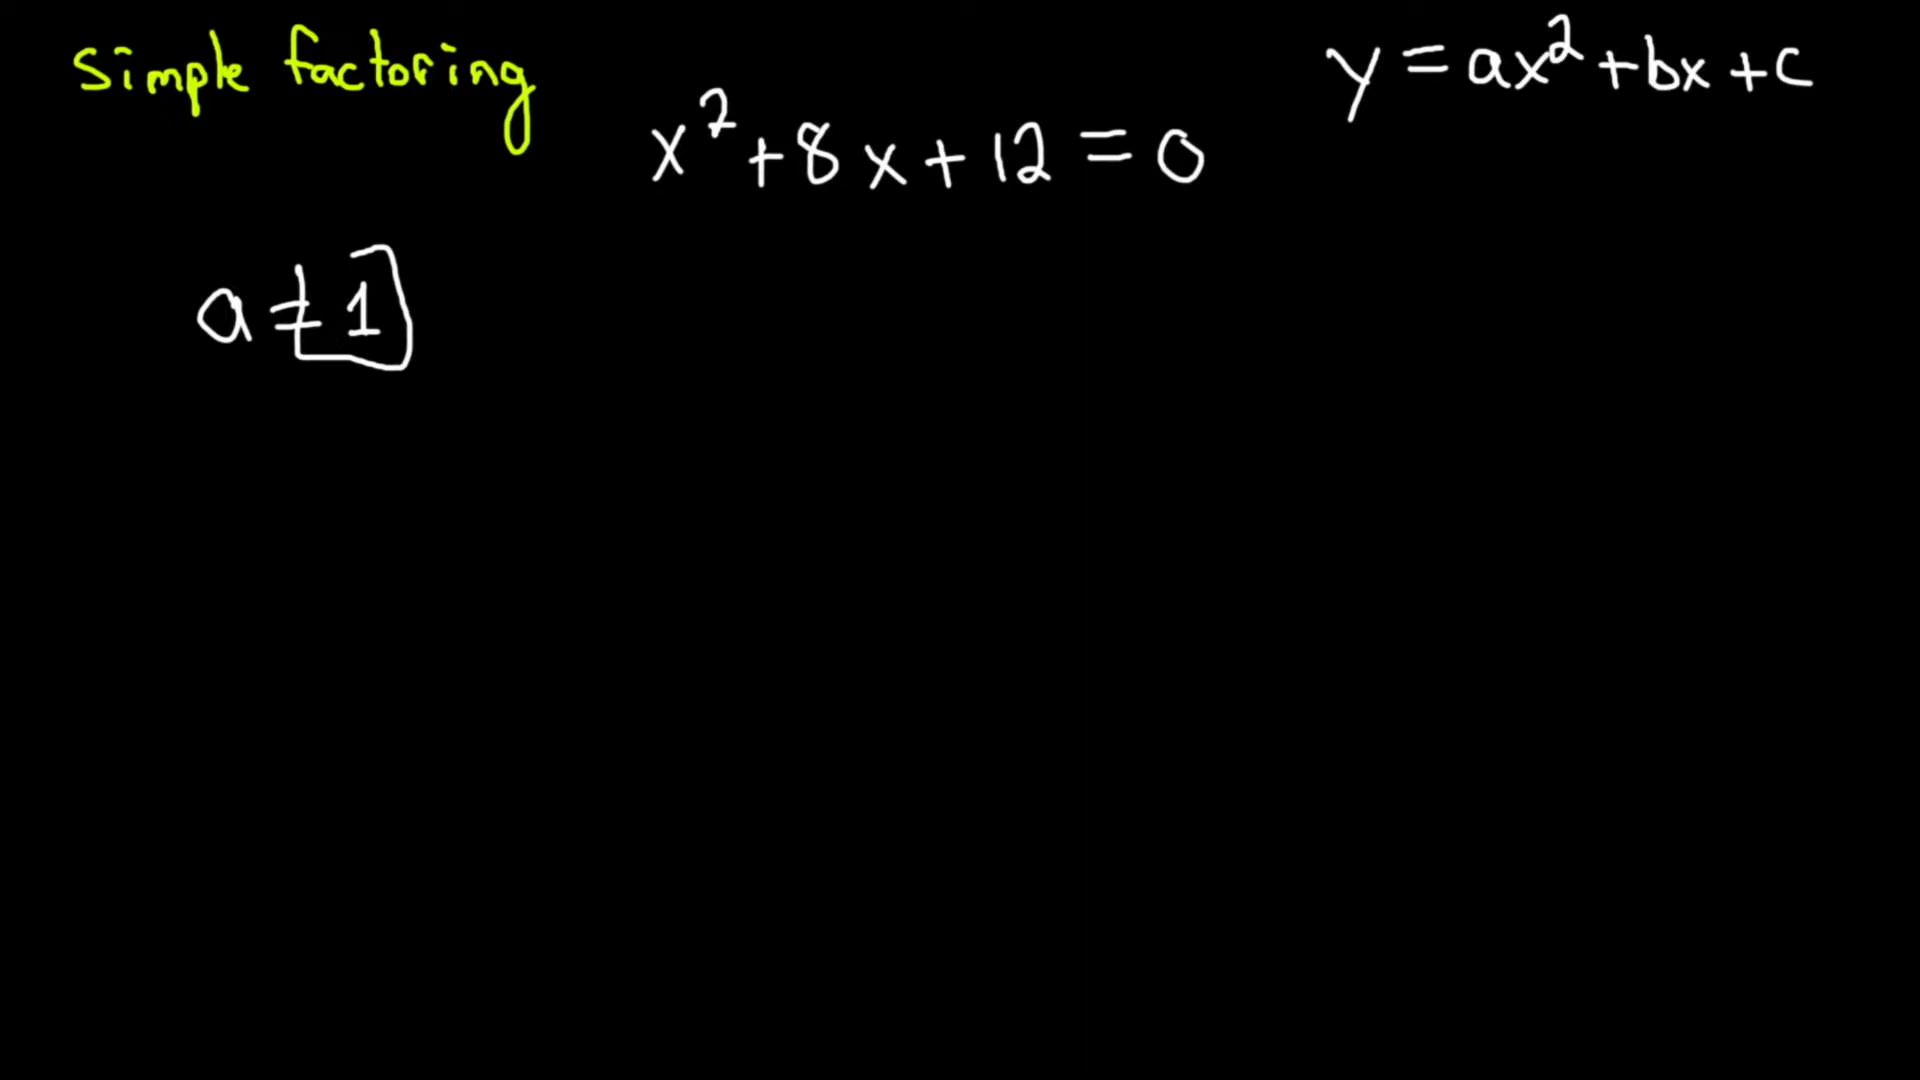 simple factoring
y = ax² + bx + c
x² + 8x + 12 = 0
a = 1